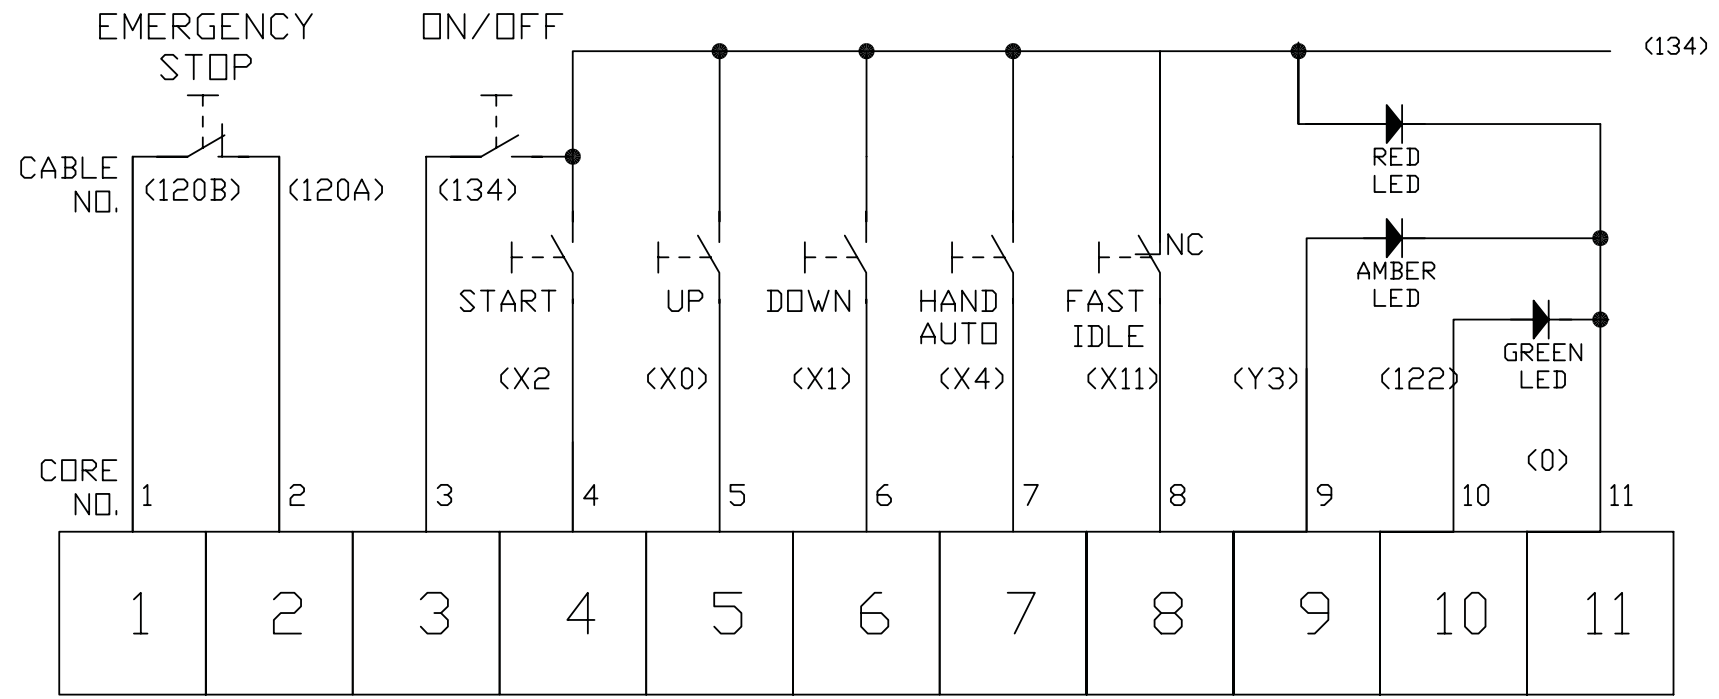 EMERGENCY
STOP
ON/OFF
(134)
CABLE
NO.
(120B)
(120A)
(134)
RED
LED
NC
AMBER
LED
START
UP
DOWN
HAND
AUTO
FAST
IDLE
GREEN
LED
(X2
(X0)
(X1)
(X4)
(X11)
(Y3)
(122)
(0)
CORE
NO.
1 2 3 4 5 6 7 8 9 10 11
1 2 3 4 5 6 7 8 9 10 11